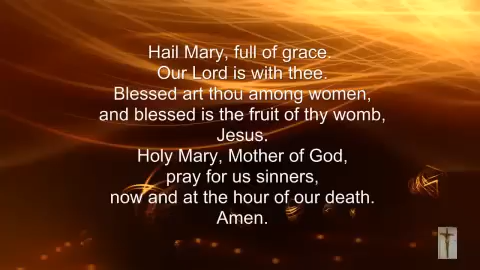 Hail Mary, full of grace.
Our Lord is with thee.
Blessed art thou among women,
and blessed is the fruit of thy womb,
Jesus.
Holy Mary, Mother of God,
pray for us sinners,
now and at the hour of our death.
Amen.